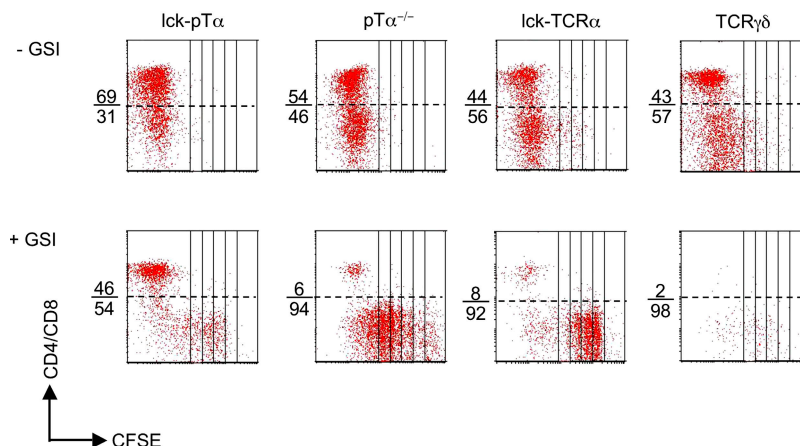 lck-pTα pTα–/– lck-TCRα TCRγδ
- GSI
69 54 44 43
31 46 56 57
+ GSI
46 6 8 2
54 94 92 98
CD4/CD8
CFSE